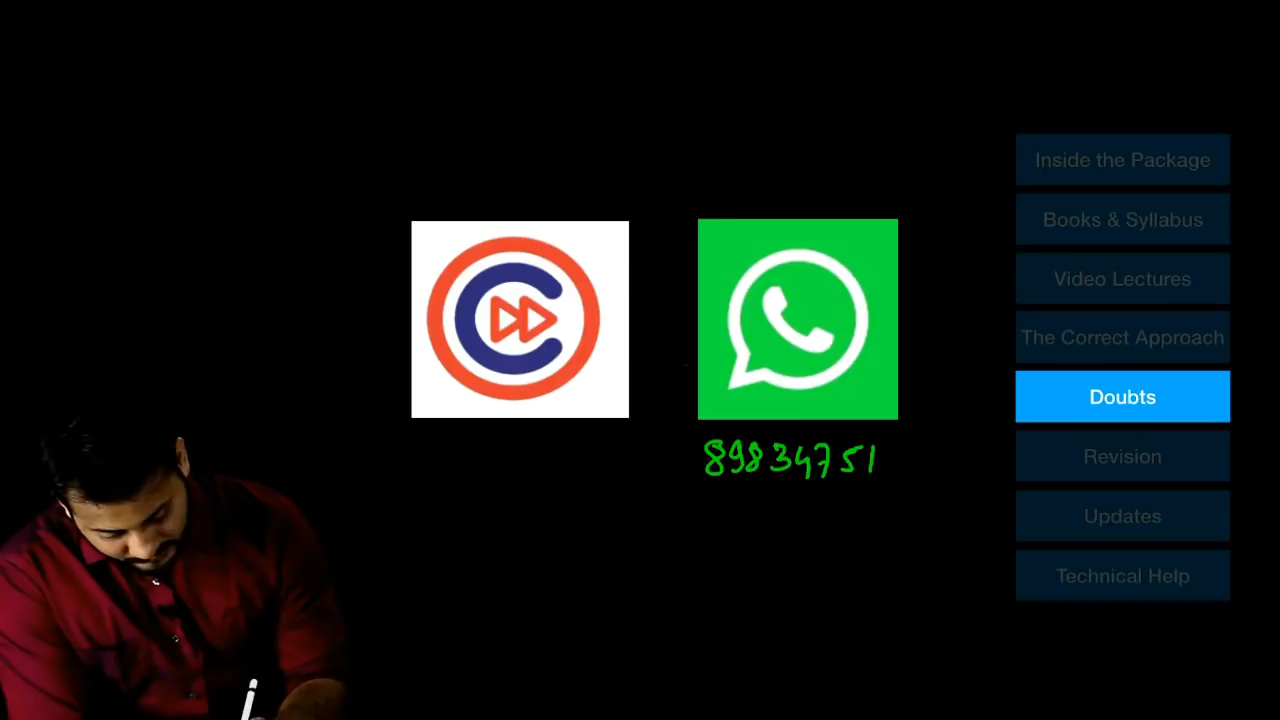 Inside the Package
Books & Syllabus
Video Lectures
The Correct Approach
Doubts
Revision
Updates
Technical Help
89834751